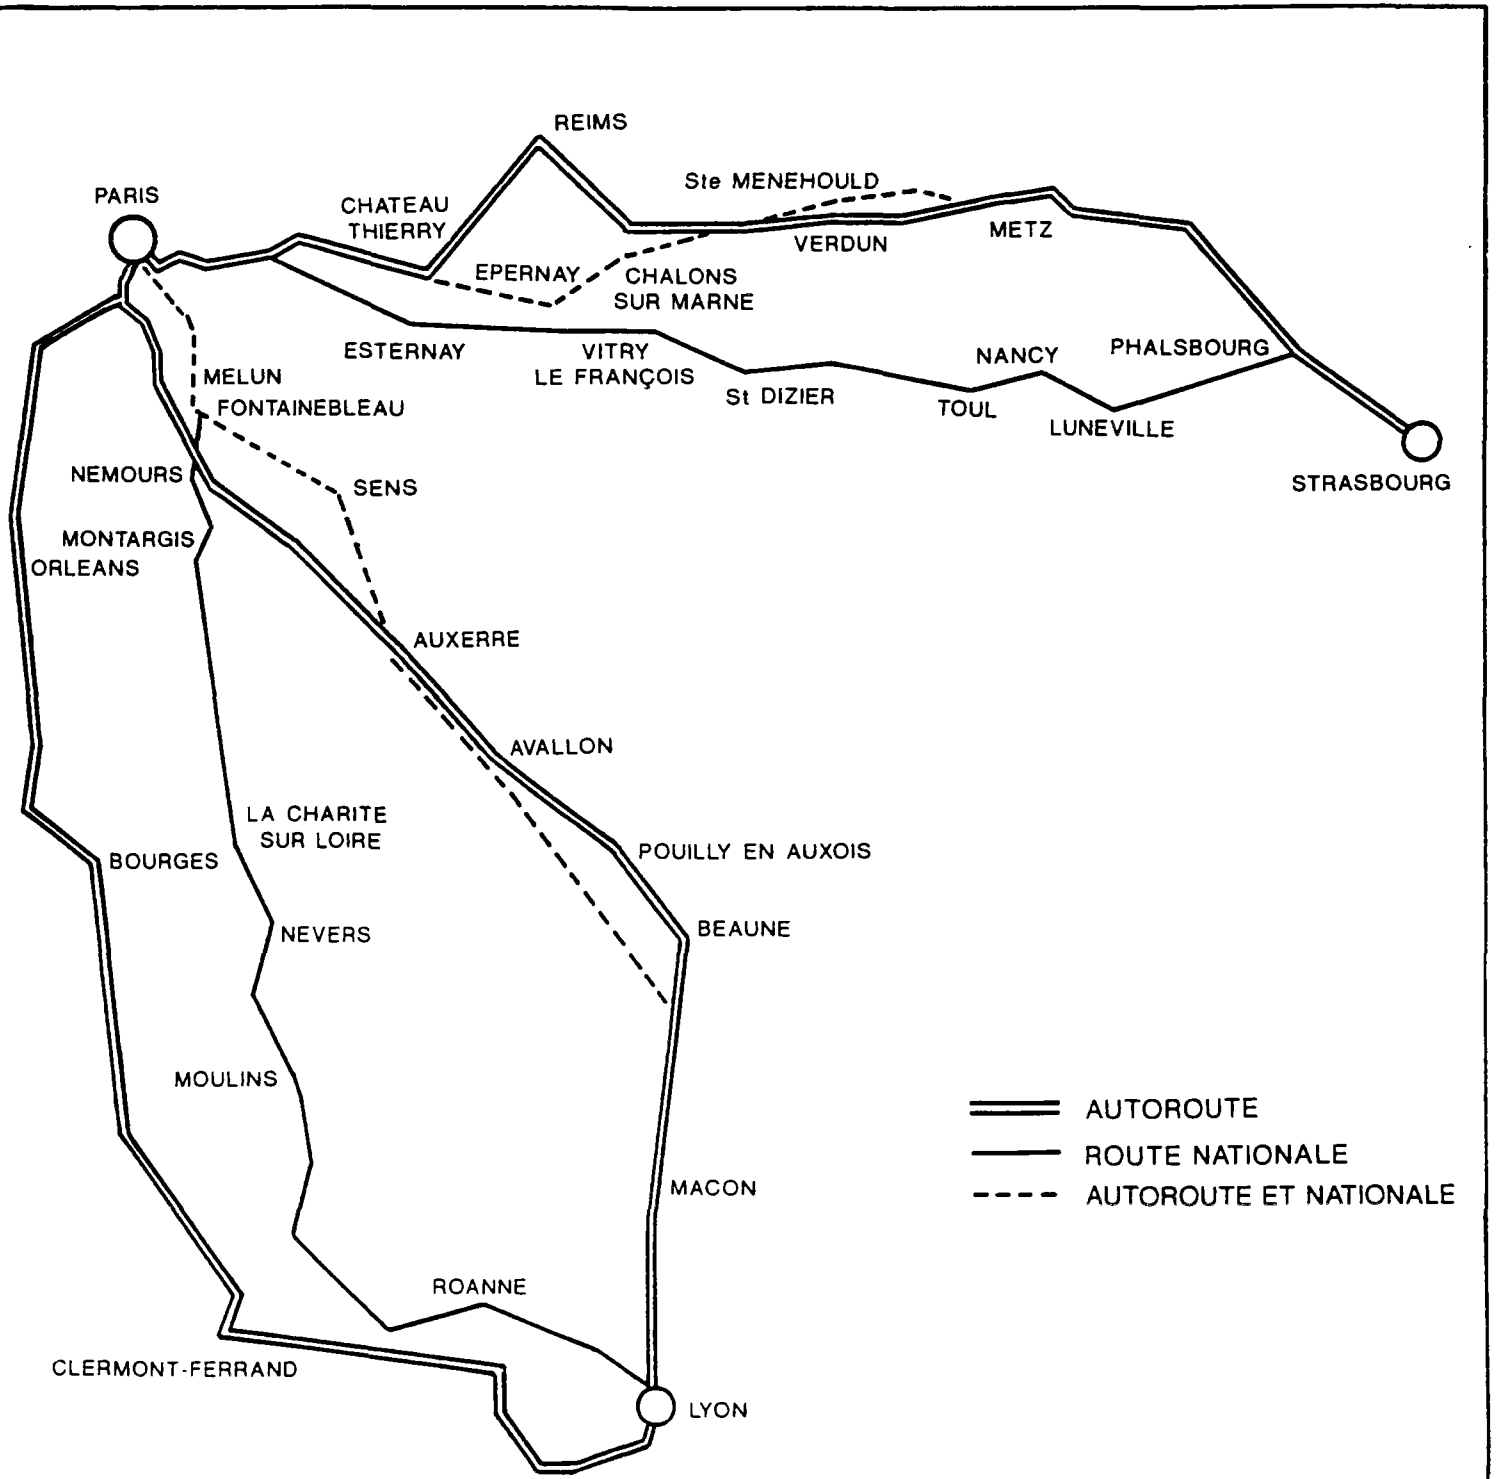 REIMS
Ste MENEHOULD
PARIS
CHATEAU
THIERRY
METZ
VERDUN
EPERNAY
CHALONS
SUR MARNE
ESTERNAY
VITRY
LE FRANÇOIS
NANCY
PHALSBOURG
MELUN
St DIZIER
FONTAINEBLEAU
TOUL
LUNEVILLE
NEMOURS
SENS
STRASBOURG
MONTARGIS
ORLEANS
AUXERRE
AVALLON
LA CHARITE
SUR LOIRE
BOURGES
POUILLY EN AUXOIS
NEVERS
BEAUNE
MOULINS
AUTOROUTE
ROUTE NATIONALE
AUTOROUTE ET NATIONALE
MACON
ROANNE
CLERMONT-FERRAND
LYON